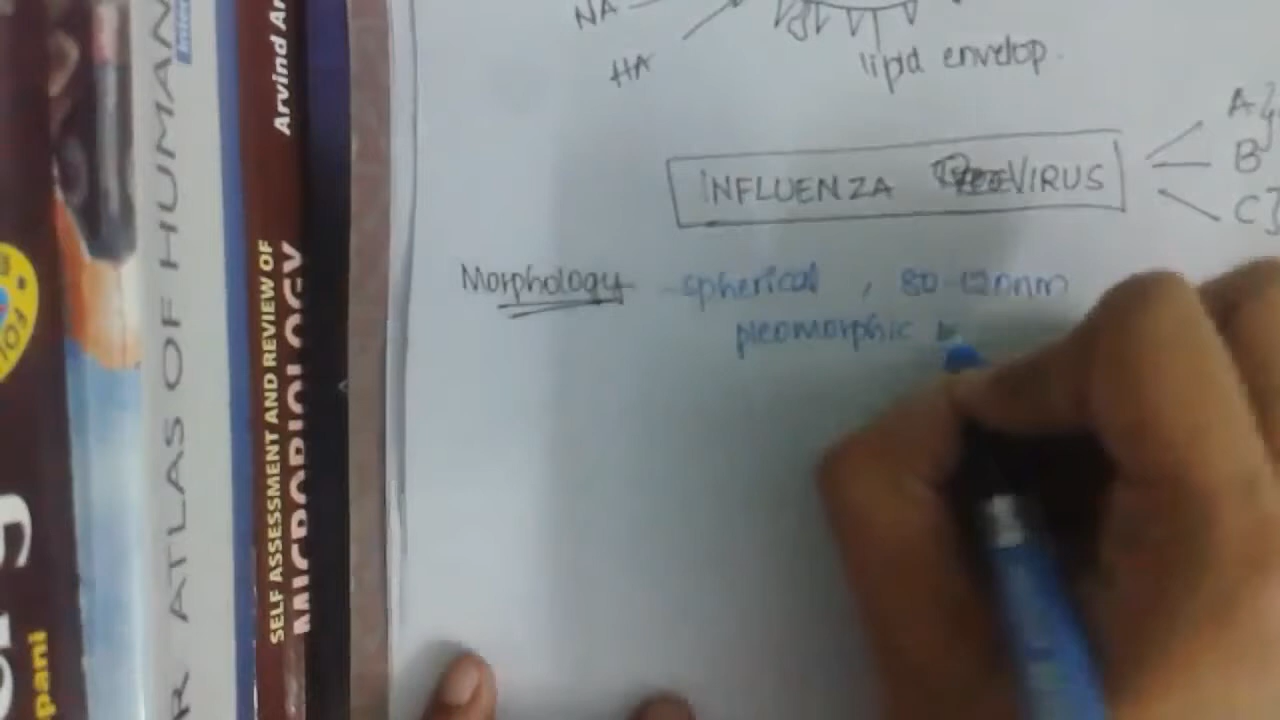 NA
HA
lipid envelop.
INFLUENZA VIRUS
A
B
C
Morphology - spherical , 80-120nm
pleomorphic
R ATLAS OF HUMAN
SELF ASSESSMENT AND REVIEW OF
MICROBIOLOGY
Arvind Ar
pani